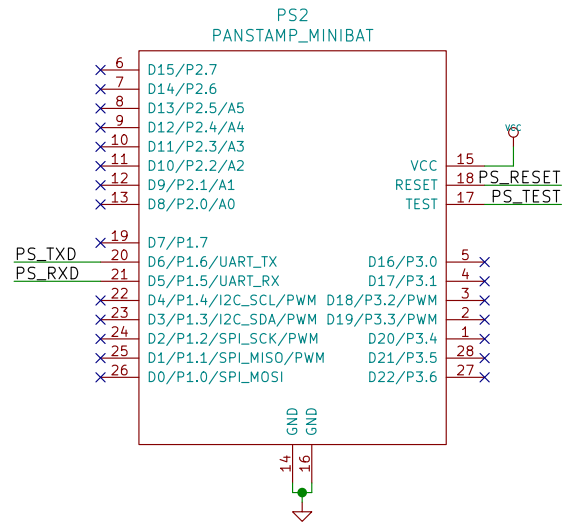 PS2
PANSTAMP_MINIBAT
6 D15/P2.7
7 D14/P2.6
8 D13/P2.5/A5
9 D12/P2.4/A4
10 D11/P2.3/A3
11 D10/P2.2/A2
12 D9/P2.1/A1
13 D8/P2.0/A0
19 D7/P1.7
PS_TXD 20 D6/P1.6/UART_TX
PS_RXD 21 D5/P1.5/UART_RX
22 D4/P1.4/I2C_SCL/PWM
23 D3/P1.3/I2C_SDA/PWM
24 D2/P1.2/SPI_SCK/PWM
25 D1/P1.1/SPI_MISO/PWM
26 D0/P1.0/SPI_MOSI
VCC
VCC 15
RESET 18 PS_RESET
TEST 17 PS_TEST
D16/P3.0 5
D17/P3.1 4
D18/P3.2/PWM 3
D19/P3.3/PWM 2
D20/P3.4 1
D21/P3.5 28
D22/P3.6 27
GND 14
GND 16